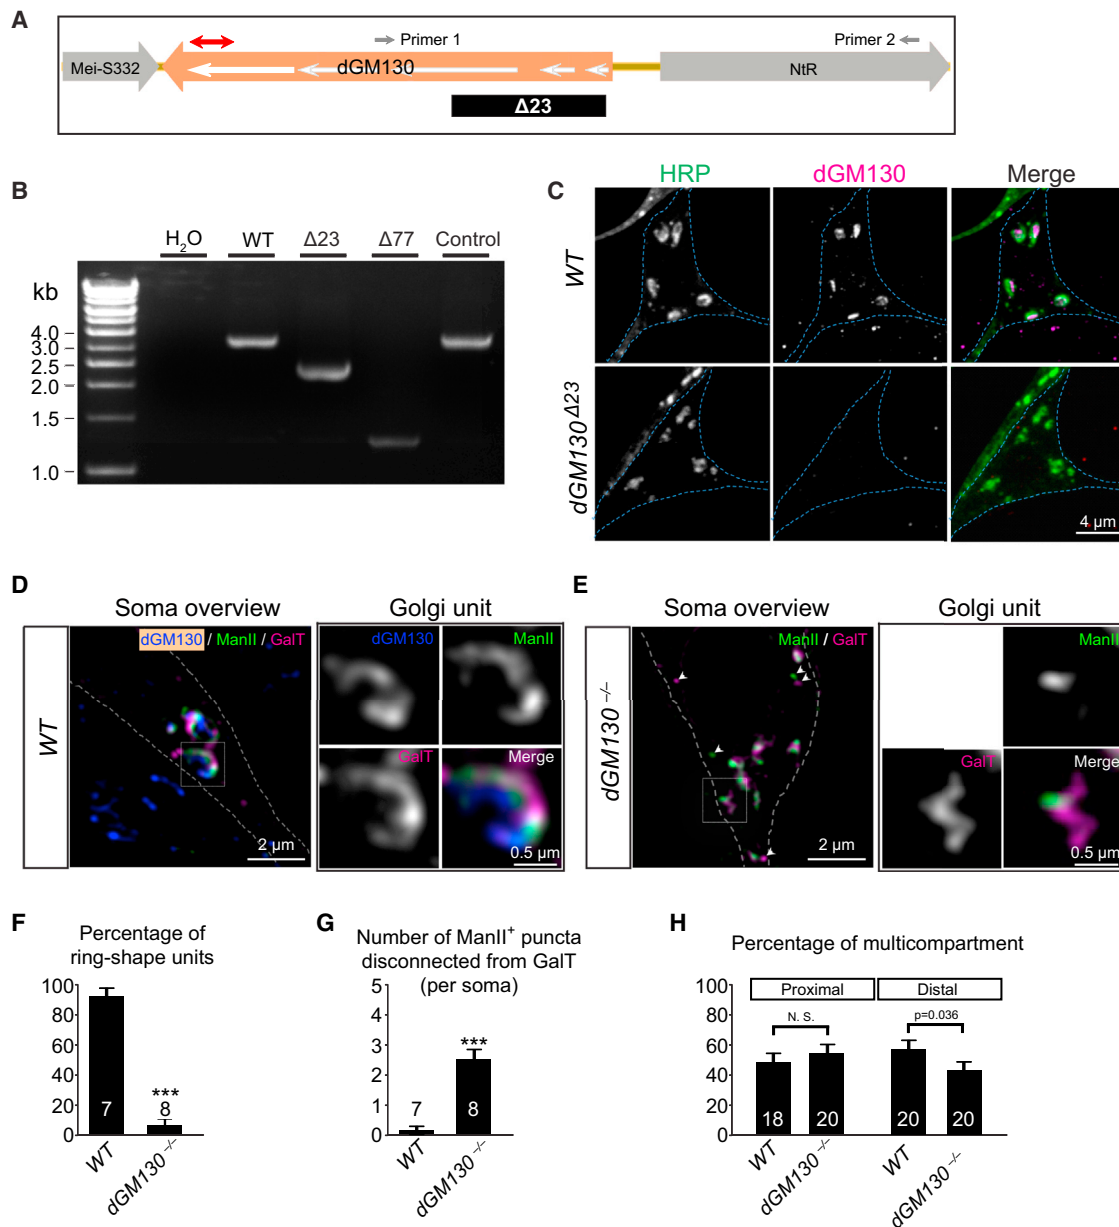 A
Mei-S332
dGM130
Primer 1
Primer 2
NtR
Δ23
B
H2O WT Δ23 Δ77 Control
kb
4.0
3.0
2.5
2.0
1.5
1.0
C
HRP dGM130 Merge
WT
dGM130 Δ23
4 μm
D
Soma overview Golgi unit
WT
dGM130 / ManII / GalT
2 μm
dGM130
ManII
GalT
Merge
0.5 μm
E
Soma overview Golgi unit
dGM130 -/-
ManII / GalT
2 μm
ManII
GalT
Merge
0.5 μm
F
Percentage of
ring-shape units
100
80
60
40
20
0
7
***
8
WT
dGM130 -/-
G
Number of ManII+ puncta
disconnected from GalT
(per soma)
5
4
3
2
1
0
7
***
8
WT
dGM130 -/-
H
Percentage of multicompartment
100
80
60
40
20
0
Proximal
Distal
N. S.
p=0.036
18
20
20
20
WT
dGM130 -/-
WT
dGM130 -/-